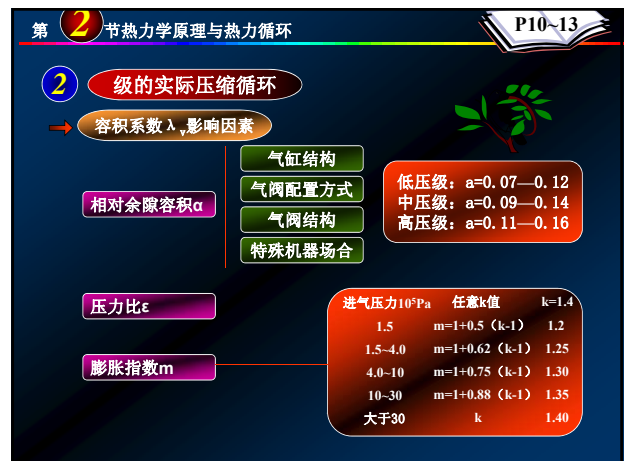 第2节热力学原理与热力循环
P10~13
2 级的实际压缩循环
容积系数λv影响因素
相对余隙容积α
气缸结构
气阀配置方式
气阀结构
特殊机器场合
低压级：a=0.07—0.12
中压级：a=0.09—0.14
高压级：a=0.11—0.16
压力比ε
膨胀指数m
进气压力10⁵Pa 任意k值 k=1.4
1.5 m=1+0.5（k-1） 1.2
1.5~4.0 m=1+0.62（k-1） 1.25
4.0~10 m=1+0.75（k-1） 1.30
10~30 m=1+0.88（k-1） 1.35
大于30 k 1.40